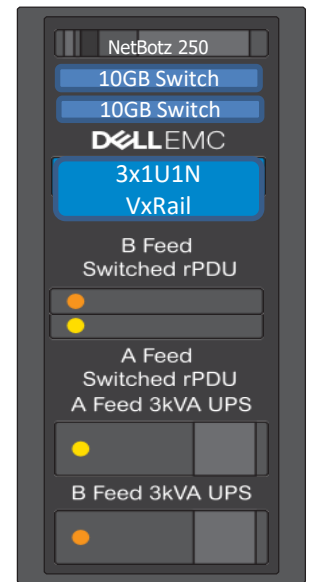 NetBotz 250
10GB Switch
10GB Switch
DELLEMC
3x1U1N
VxRail
B Feed
Switched rPDU
A Feed
Switched rPDU
A Feed 3kVA UPS
B Feed 3kVA UPS